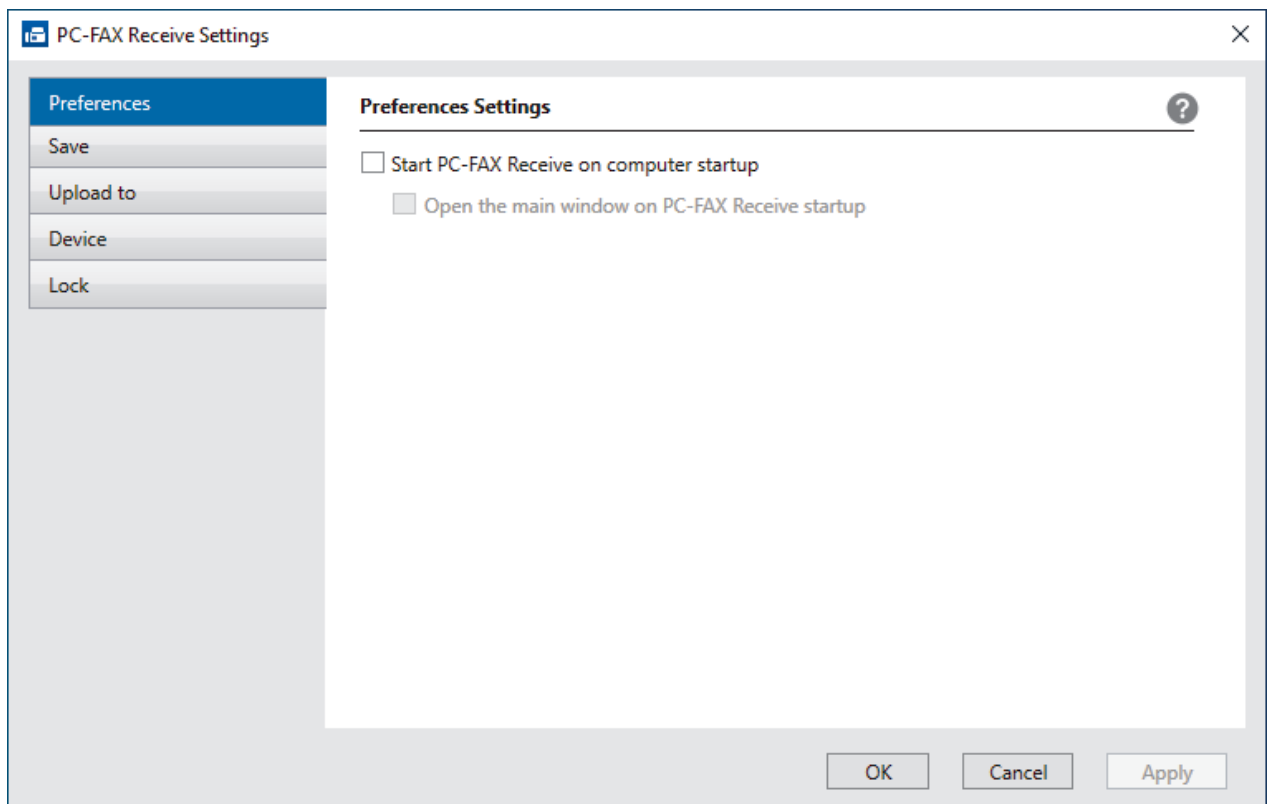 PC-FAX Receive Settings
Preferences
Save
Upload to
Device
Lock
Preferences Settings
?
Start PC-FAX Receive on computer startup
Open the main window on PC-FAX Receive startup
OK
Cancel
Apply